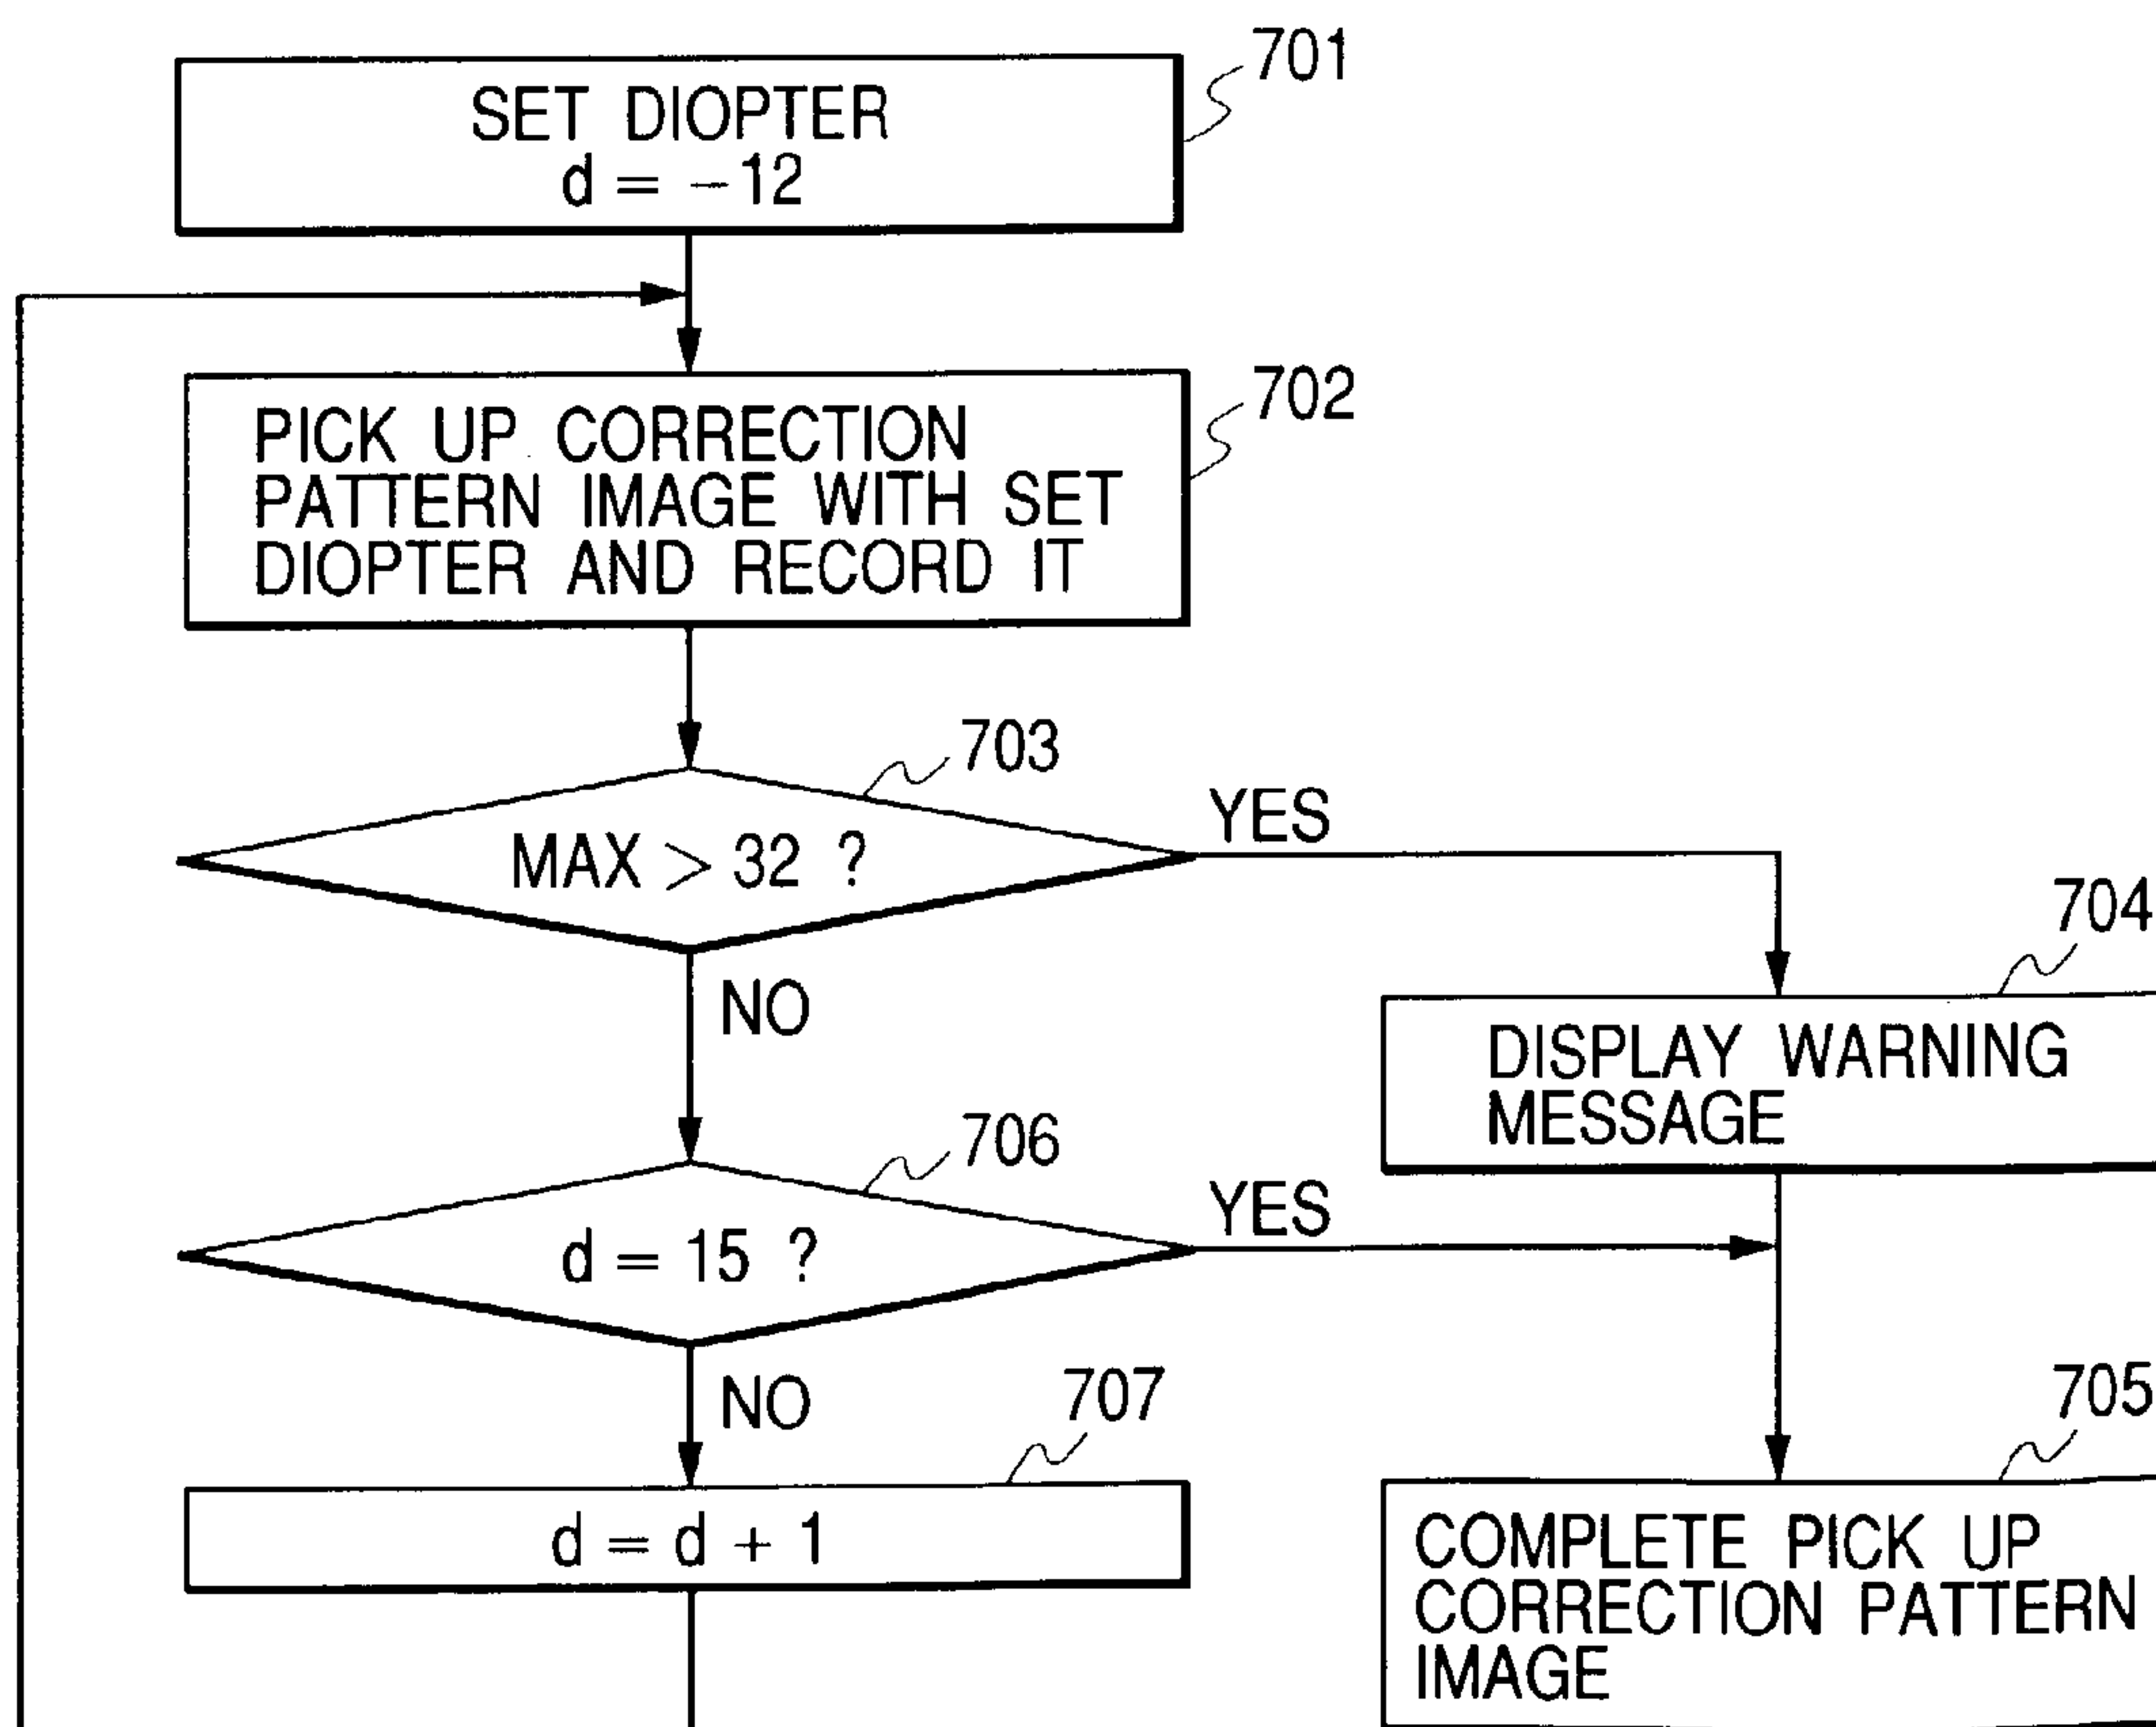 701
SET DIOPTER
d = −12
702
PICK UP CORRECTION
PATTERN IMAGE WITH SET
DIOPTER AND RECORD IT
703
MAX > 32 ?
YES
NO
704
DISPLAY WARNING
MESSAGE
706
d = 15 ?
YES
NO
707
d = d + 1
705
COMPLETE PICK UP
CORRECTION PATTERN
IMAGE